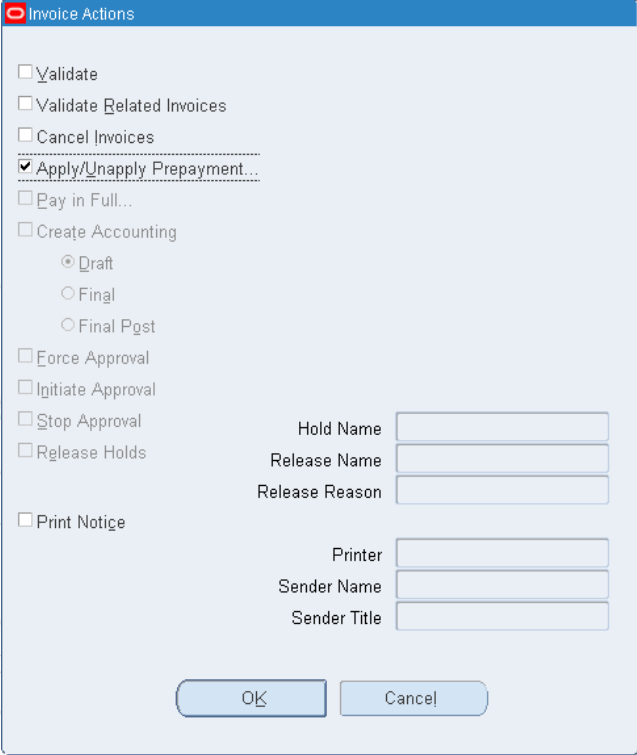 Invoice Actions
Validate
Validate Related Invoices
Cancel Invoices
Apply/Unapply Prepayment...
Pay in Full...
Create Accounting
Draft
Final
Final Post
Force Approval
Initiate Approval
Stop Approval
Hold Name
Release Holds
Release Name
Release Reason
Print Notice
Printer
Sender Name
Sender Title
OK
Cancel